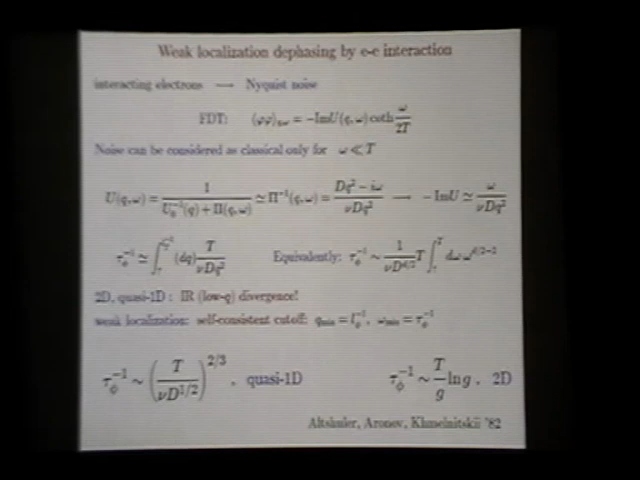 Weak localization dephasing by e-e interaction
interacting electrons ⟶ Nyquist noise
FDT: ⟨φφ⟩_{q,ω} = −ImU(q, ω) coth ω/2T
Noise can be considered as classical only for ω ≪ T
U(q, ω) = 1/(U_0^{-1}(q) + Π(q, ω)) ≃ Π^{-1}(q, ω) = (Dq² − iω)/(νDq²) ⟶ −ImU ≃ ω/(νDq²)
τ_φ^{-1} ≃ ∫ (dq) T/(νDq²) Equivalently: τ_φ^{-1} ∼ 1/(νD^{d/2}) T ∫^T dω ω^{d/2−2}
2D, quasi-1D : IR (low-q) divergence!
weak localization: self-consistent cutoff: q_min = l_φ^{-1}, ω_min = τ_φ^{-1}
τ_φ^{-1} ∼ (T/(νD^{1/2}))^{2/3} , quasi-1D τ_φ^{-1} ∼ T/g ln g , 2D
Altshuler, Aronov, Khmelnitskii '82